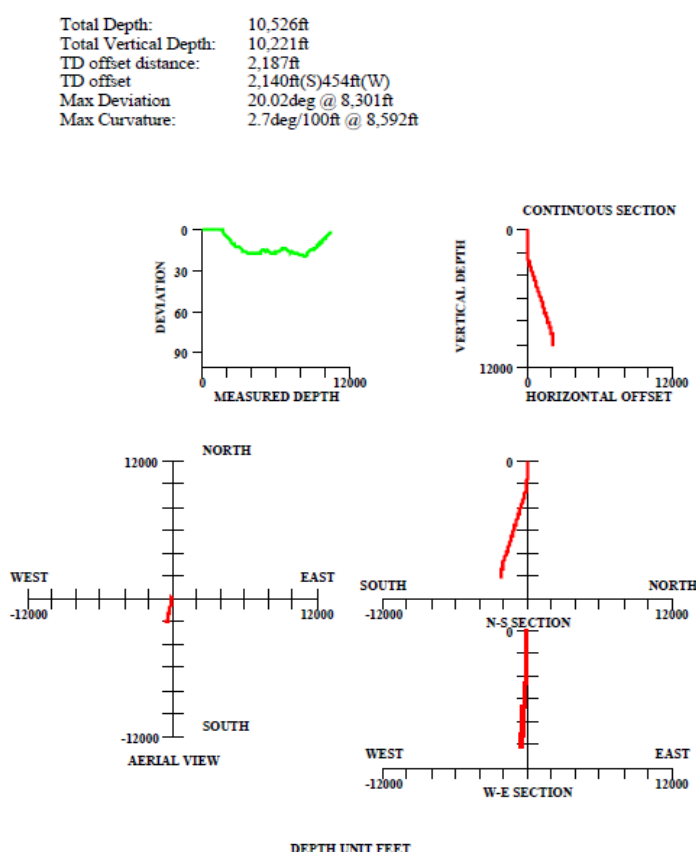 Total Depth: 10,526ft
Total Vertical Depth: 10,221ft
TD offset distance: 2,187ft
TD offset 2,140ft(S)454ft(W)
Max Deviation 20.02deg @ 8,301ft
Max Curvature: 2.7deg/100ft @ 8,592ft
CONTINUOUS SECTION
0
30
60
90
DEVIATION
0 12000
MEASURED DEPTH
0
VERTICAL DEPTH
12000
0 12000
HORIZONTAL OFFSET
NORTH
12000
WEST EAST
-12000 12000
-12000
SOUTH
AERIAL VIEW
0
SOUTH NORTH
-12000 12000
N-S SECTION
0
WEST EAST
-12000 12000
W-E SECTION
DEPTH UNIT FEET